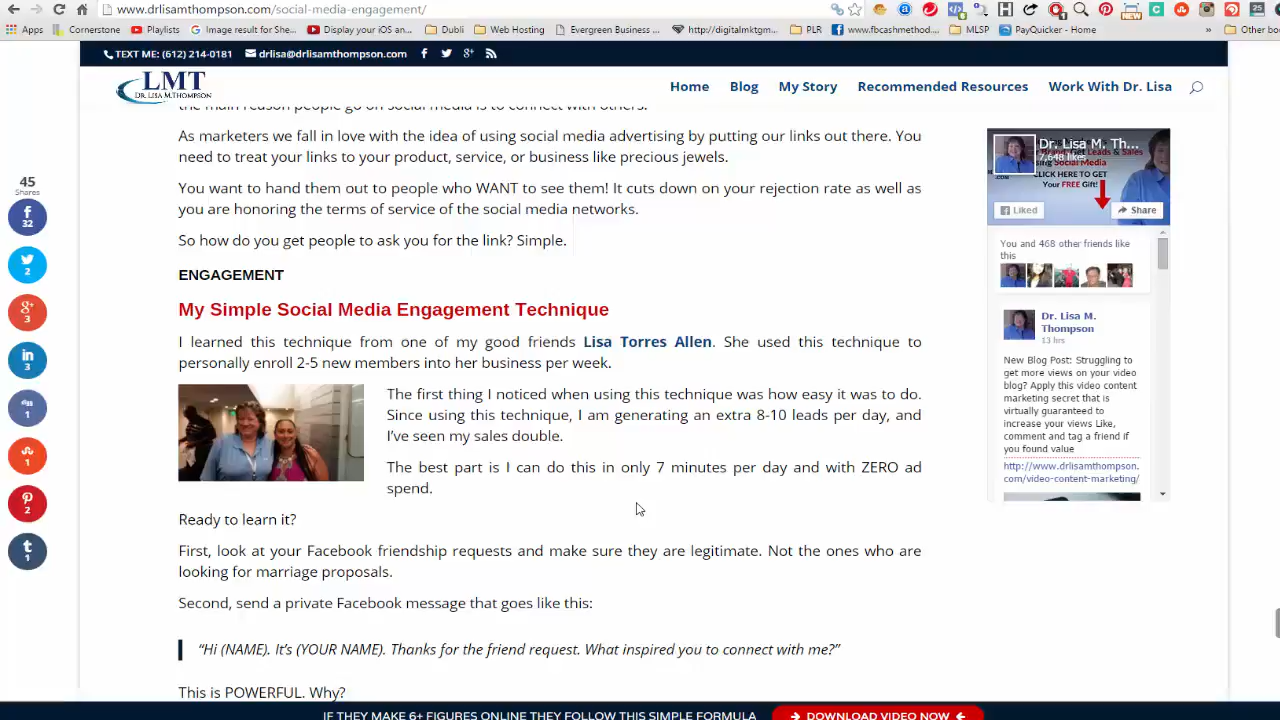 www.drlisamthompson.com/social-media-engagement/
Apps Cornerstone Playlists Image result for She... Display your iOS an... Dubli Web Hosting Evergreen Business ... http://digitalmktgm... PLR www.fbcashmethod... MLSP PayQuicker - Home » Other bo
TEXT ME: (612) 214-0181 drlisa@drlisamthompson.com
LMT
DR. LISA M. THOMPSON
Home Blog My Story Recommended Resources Work With Dr. Lisa
the main reason people go on social media is to connect with others.
As marketers we fall in love with the idea of using social media advertising by putting our links out there. You
need to treat your links to your product, service, or business like precious jewels.
You want to hand them out to people who WANT to see them! It cuts down on your rejection rate as well as
you are honoring the terms of service of the social media networks.
So how do you get people to ask you for the link? Simple.
ENGAGEMENT
My Simple Social Media Engagement Technique
I learned this technique from one of my good friends Lisa Torres Allen. She used this technique to
personally enroll 2-5 new members into her business per week.
The first thing I noticed when using this technique was how easy it was to do.
Since using this technique, I am generating an extra 8-10 leads per day, and
I've seen my sales double.
The best part is I can do this in only 7 minutes per day and with ZERO ad
spend.
Ready to learn it?
First, look at your Facebook friendship requests and make sure they are legitimate. Not the ones who are
looking for marriage proposals.
Second, send a private Facebook message that goes like this:
"Hi (NAME). It's (YOUR NAME). Thanks for the friend request. What inspired you to connect with me?"
This is POWERFUL. Why?
45
Shares
32
2
3
3
1
1
2
1
Dr. Lisa M. Th...
7,648 likes
CLICK HERE TO GET
Your FREE Gift!
Liked Share
You and 468 other friends like
this
Dr. Lisa M.
Thompson
13 hrs
New Blog Post: Struggling to
get more views on your video
blog? Apply this video content
marketing secret that is
virtually guaranteed to
increase your views Like,
comment and tag a friend if
you found value
http://www.drlisamthompson.
com/video-content-marketing/
IF THEY MAKE 6+ FIGURES ONLINE THEY FOLLOW THIS SIMPLE FORMULA DOWNLOAD VIDEO NOW